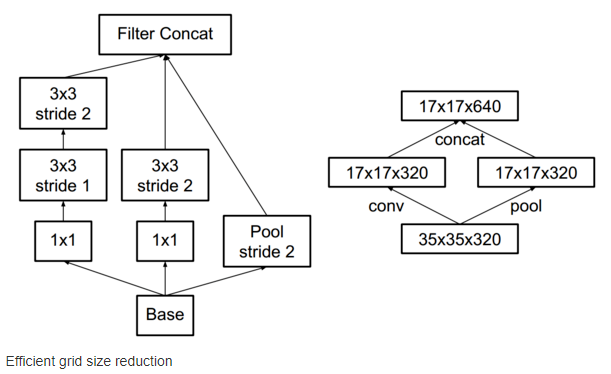 Filter Concat
3x3
stride 2
3x3
stride 1
3x3
stride 2
1x1
1x1
Pool
stride 2
Base
17x17x640
concat
17x17x320
17x17x320
conv
pool
35x35x320
Efficient grid size reduction